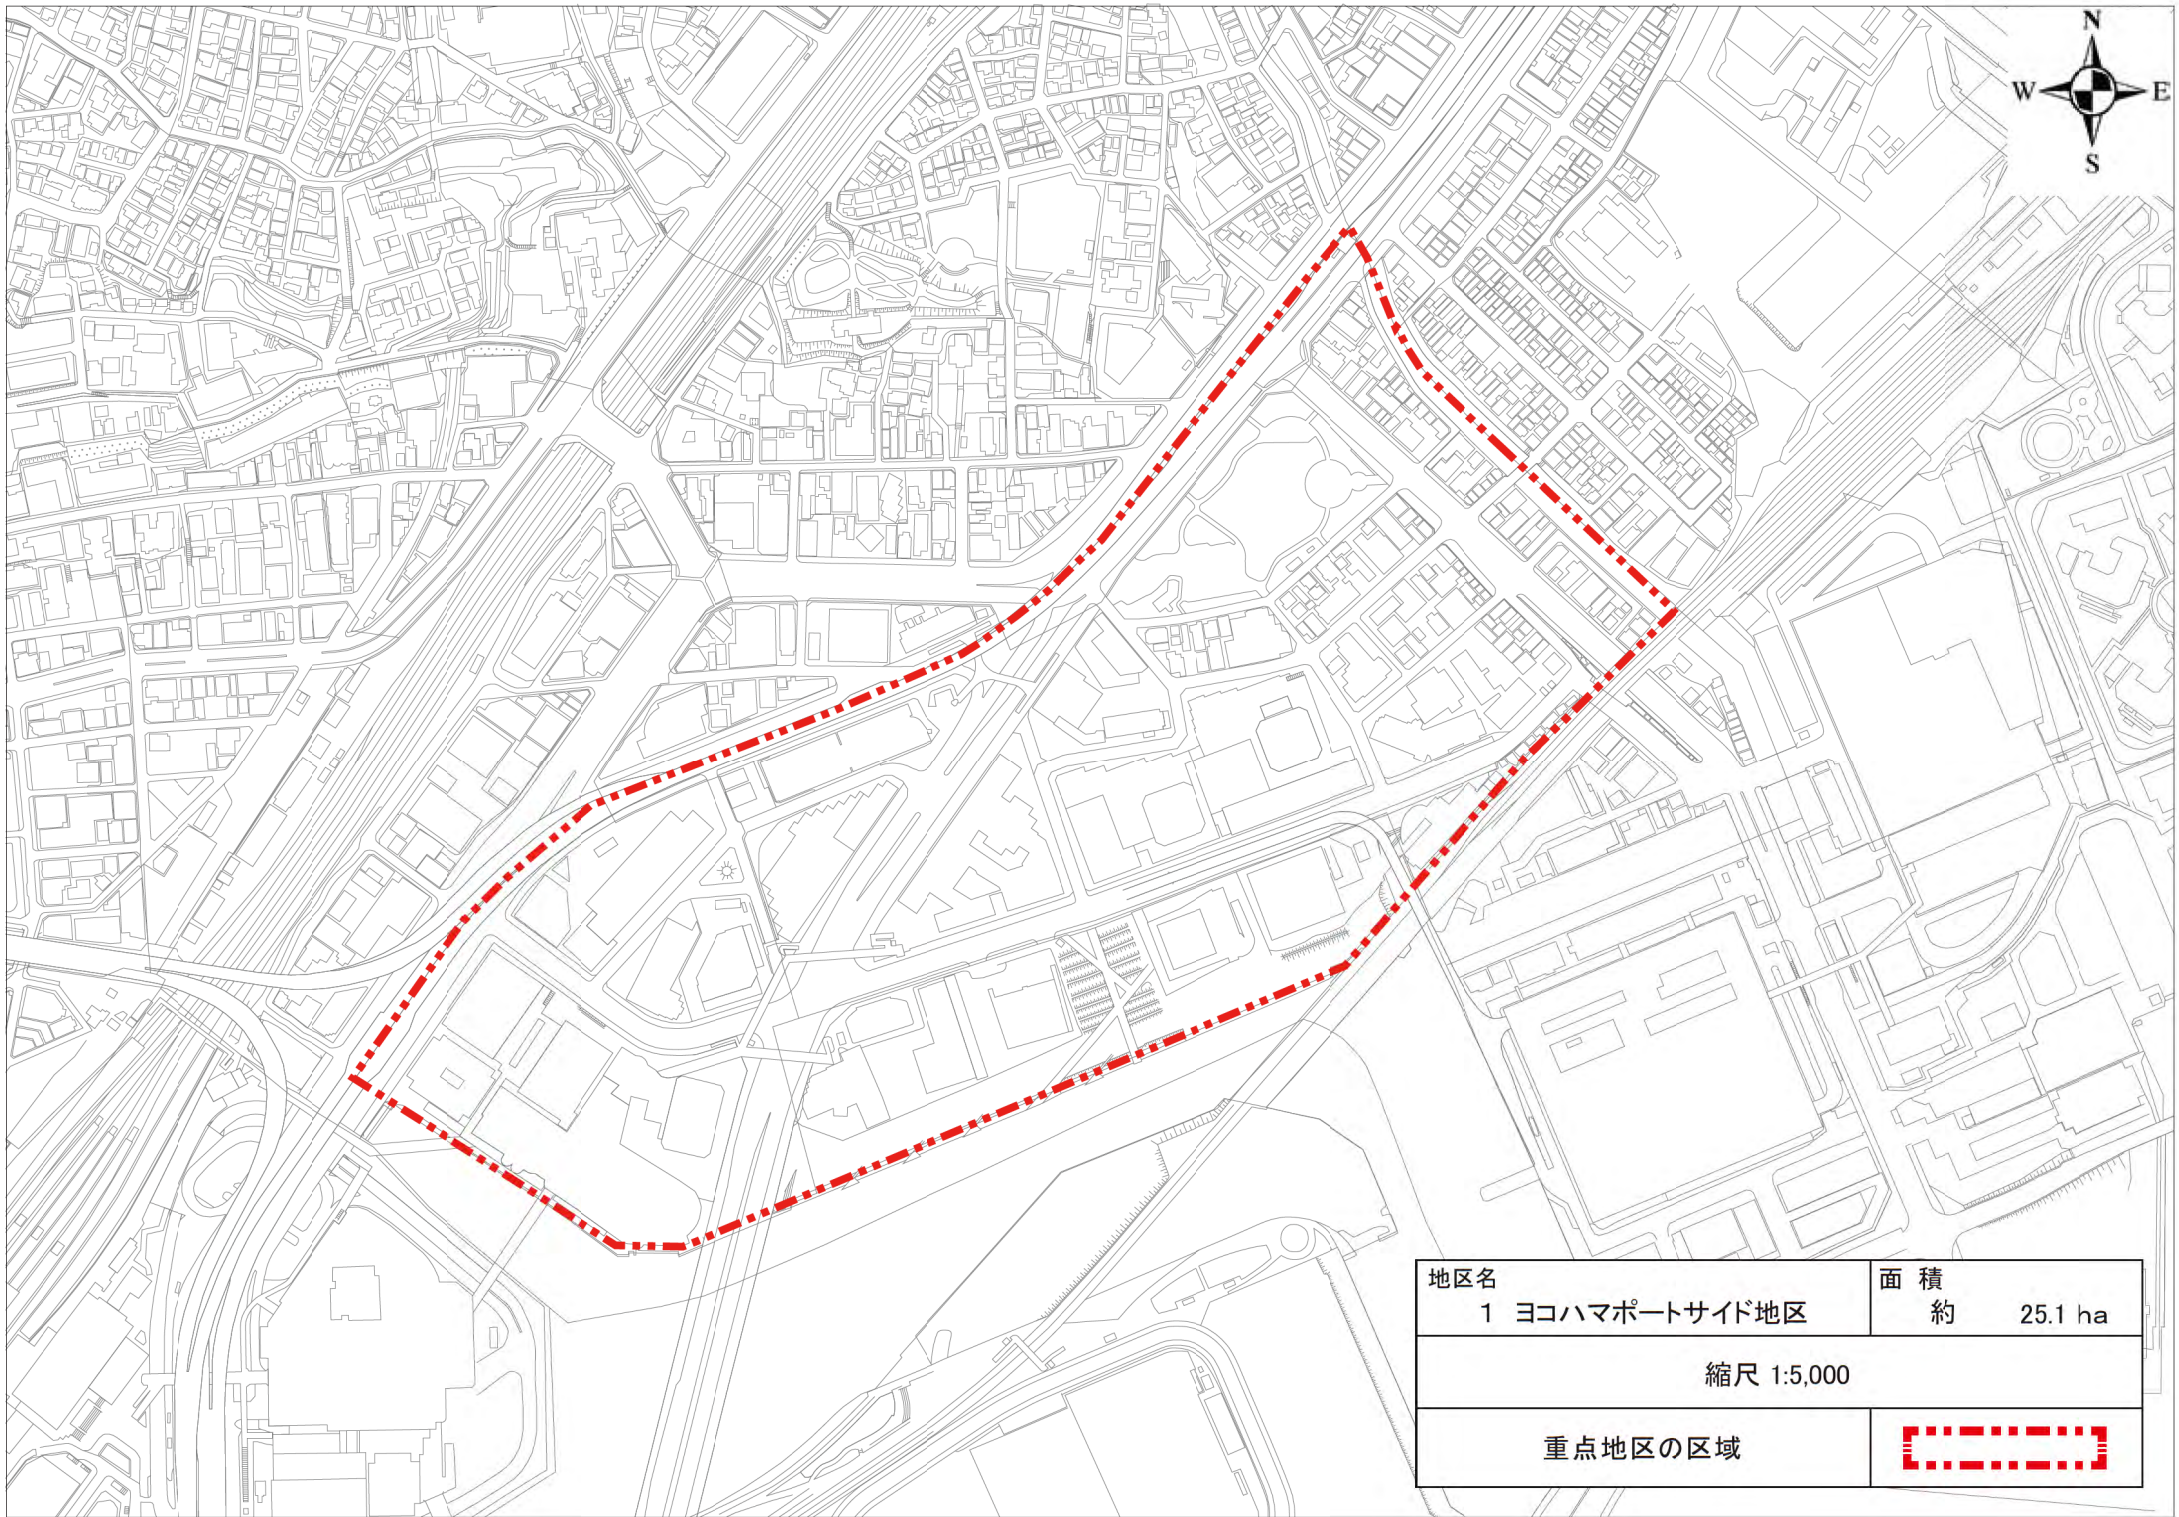 N
W E
S
地区名
1 ヨコハマポートサイド地区
面 積
約 25.1 ha
縮尺 1:5,000
重点地区の区域